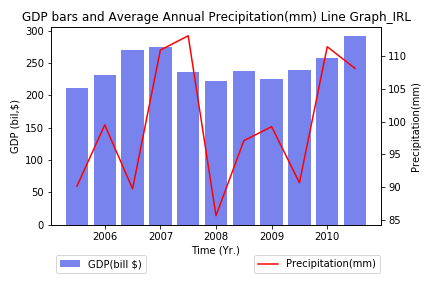 GDP bars and Average Annual Precipitation(mm) Line Graph_IRL
300
250
200
150
100
50
0
GDP (bil,$)
110
105
100
95
90
85
Precipitation(mm)
2006 2007 2008 2009 2010
Time (Yr.)
GDP(bill $)
Precipitation(mm)